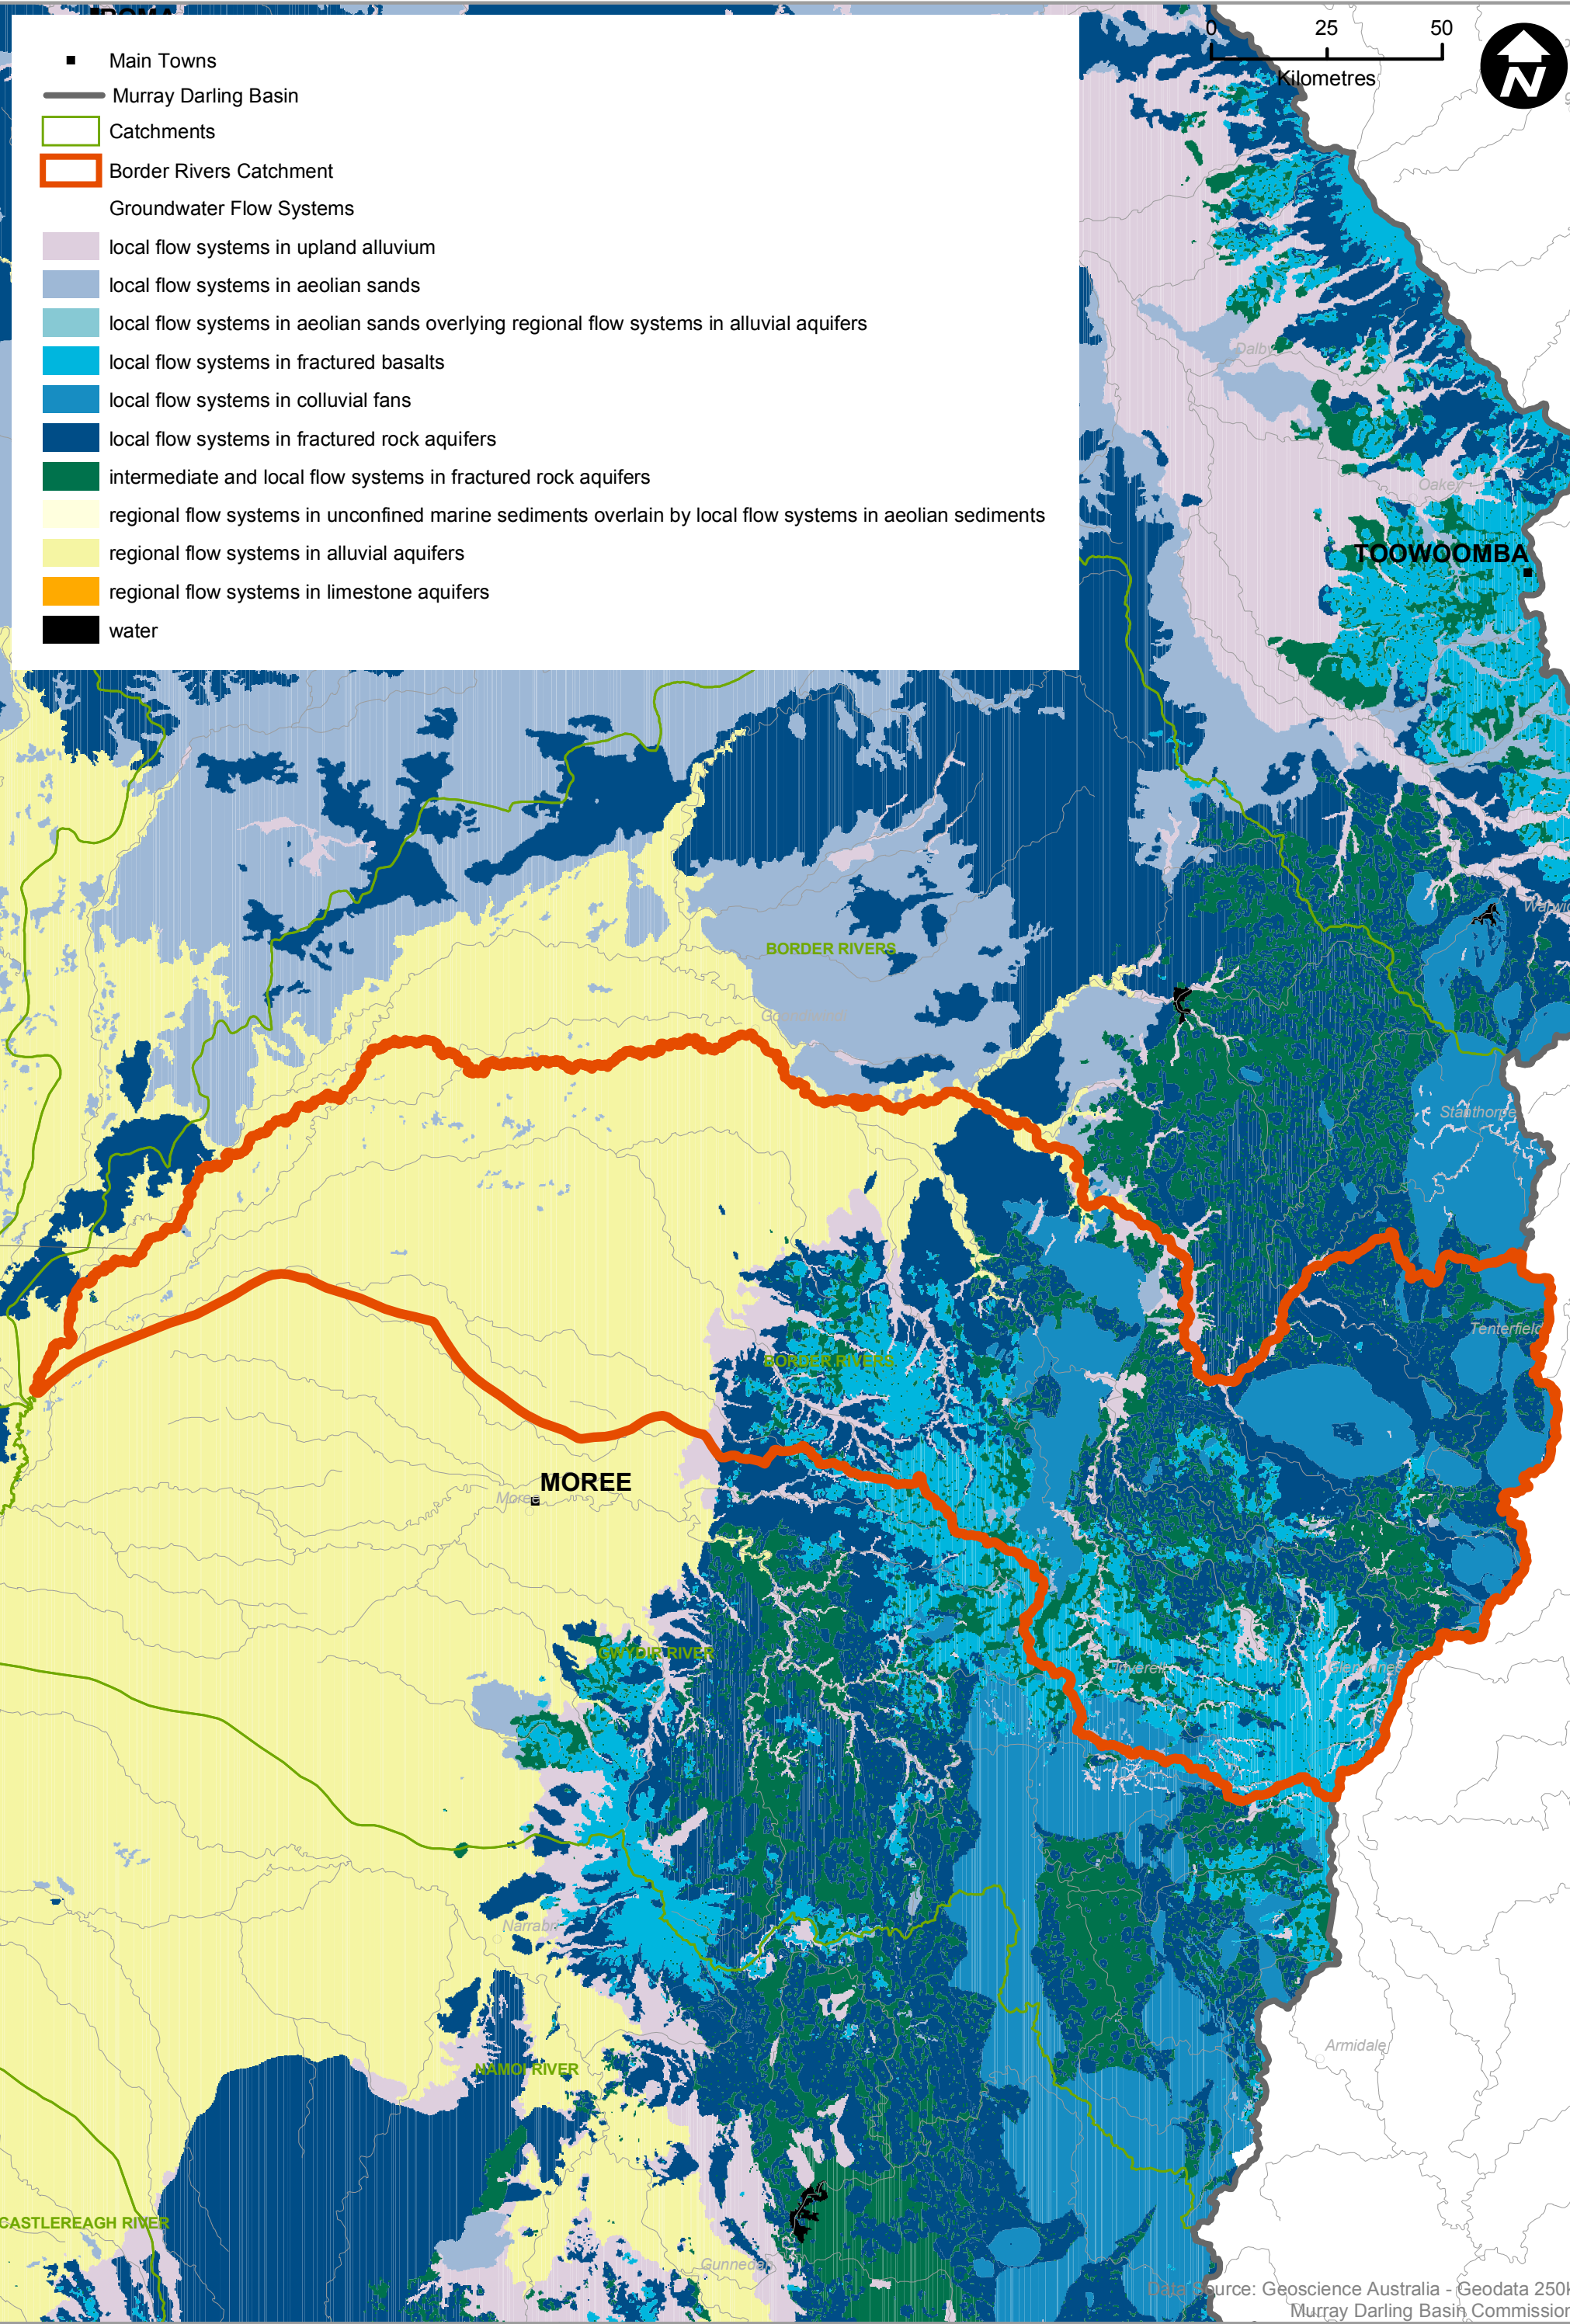 0 25 50
Kilometres
N
Main Towns
Murray Darling Basin
Catchments
Border Rivers Catchment
Groundwater Flow Systems
local flow systems in upland alluvium
local flow systems in aeolian sands
local flow systems in aeolian sands overlying regional flow systems in alluvial aquifers
local flow systems in fractured basalts
local flow systems in colluvial fans
local flow systems in fractured rock aquifers
intermediate and local flow systems in fractured rock aquifers
regional flow systems in unconfined marine sediments overlain by local flow systems in aeolian sediments
regional flow systems in alluvial aquifers
regional flow systems in limestone aquifers
water
Dalby
Oakey
TOOWOOMBA
Warwic
BORDER RIVERS
Stanthorpe
Tenterfield
BORDER RIVERS
MOREE
Moree
GWYDIR RIVER
Inverell
Glen Innes
Narrabri
Armidale
NAMOI RIVER
CASTLEREAGH RIVER
Gunnedah
Data Source: Geoscience Australia - Geodata 250k
Murray Darling Basin Commission